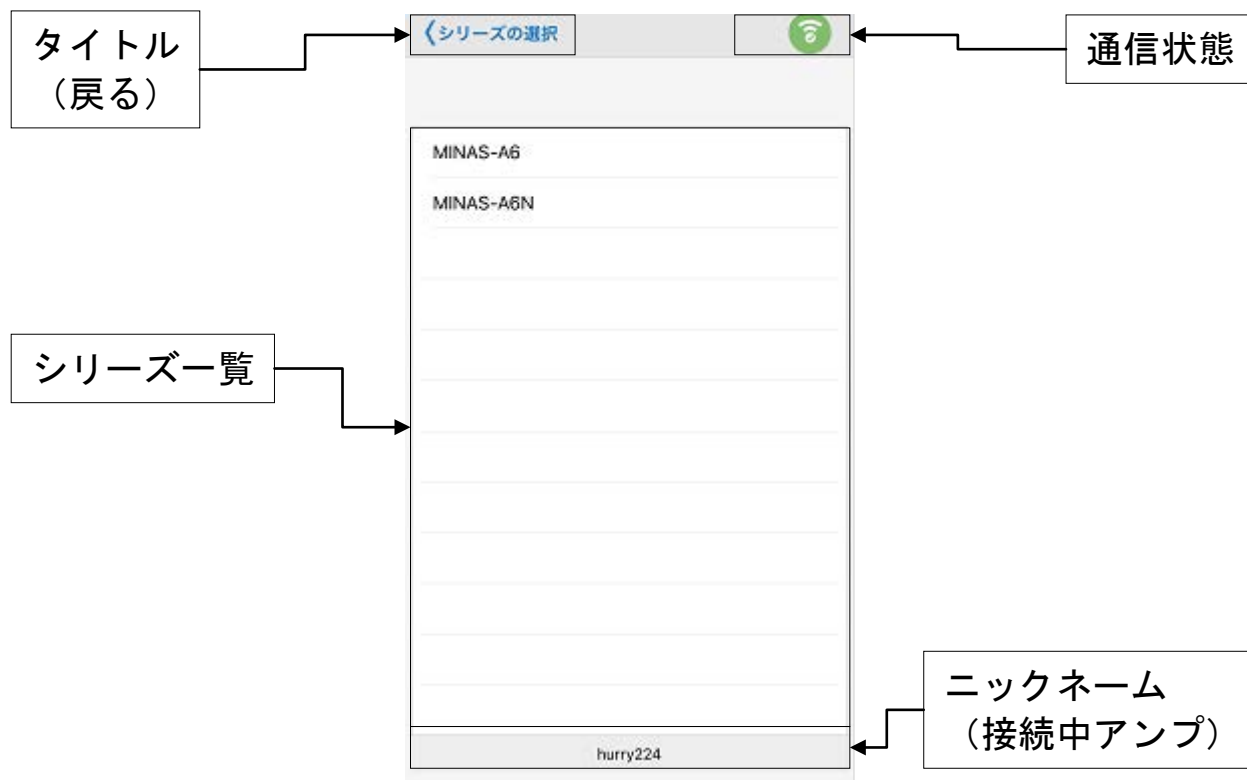 タイトル
（戻る）
シリーズの選択
通信状態
MINAS-A6
MINAS-A6N
シリーズ一覧
ニックネーム
（接続中アンプ）
hurry224